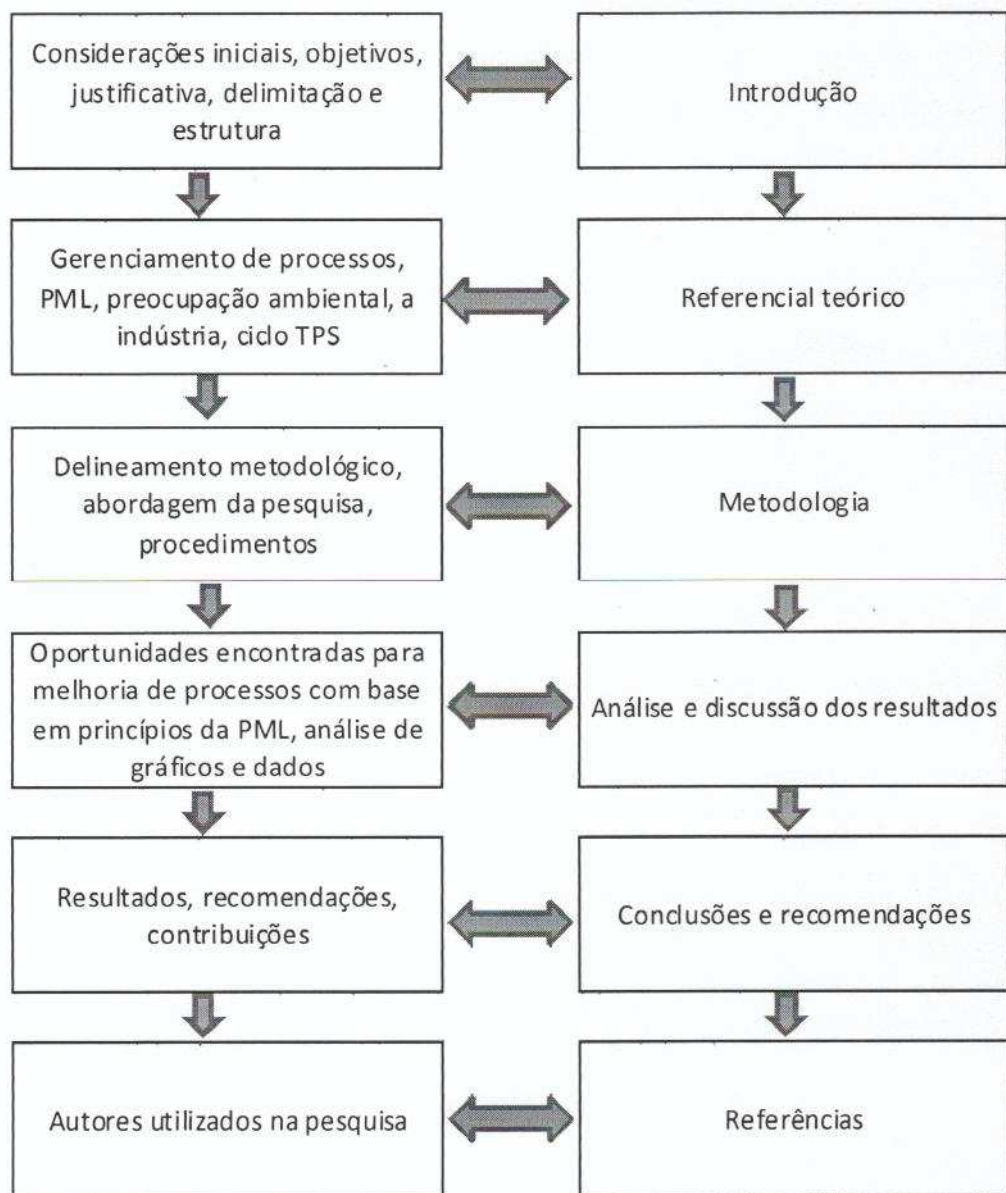 Considerações iniciais, objetivos,
justificativa, delimitação e
estrutura
Introdução
Gerenciamento de processos,
PML, preocupação ambiental, a
indústria, ciclo TPS
Referencial teórico
Delineamento metodológico,
abordagem da pesquisa,
procedimentos
Metodologia
Oportunidades encontradas para
melhoria de processos com base
em princípios da PML, análise de
gráficos e dados
Análise e discussão dos resultados
Resultados, recomendações,
contribuições
Conclusões e recomendações
Autores utilizados na pesquisa
Referências